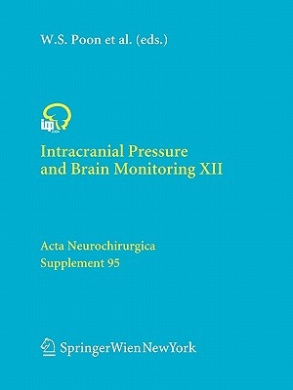 W.S. Poon et al. (eds.)
Intracranial Pressure
and Brain Monitoring XII
Acta Neurochirurgica
Supplement 95
SpringerWienNewYork